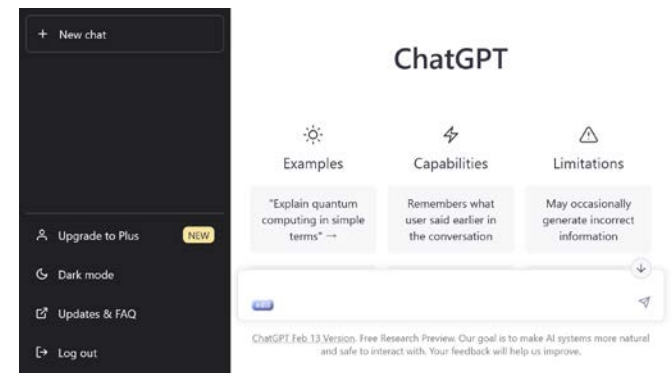 + New chat
ChatGPT
Examples
Capabilities
Limitations
"Explain quantum
computing in simple
terms" →
Remembers what
user said earlier in
the conversation
May occasionally
generate incorrect
information
Upgrade to Plus NEW
Dark mode
Updates & FAQ
Log out
ChatGPT Feb 13 Version. Free Research Preview. Our goal is to make AI systems more natural
and safe to interact with. Your feedback will help us improve.